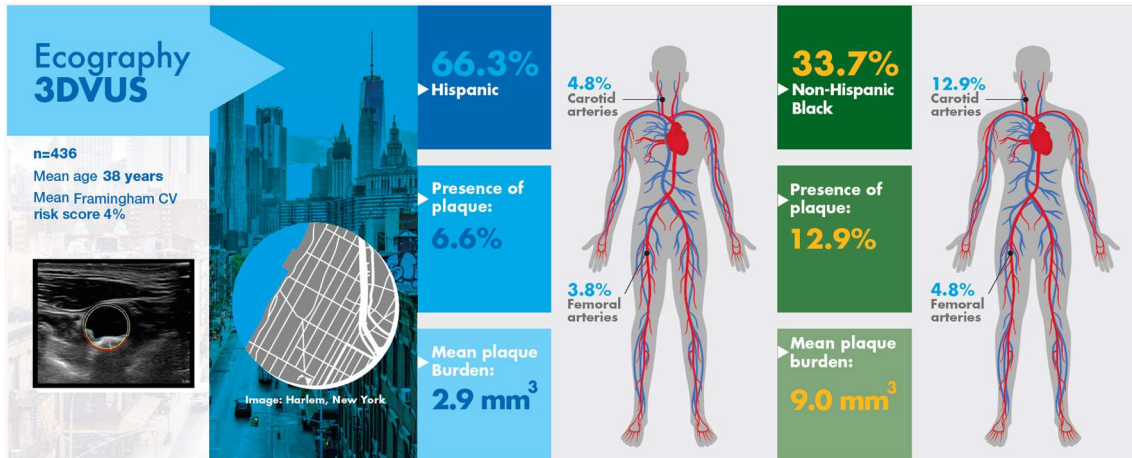 Ecography
3DVUS
n=436
Mean age 38 years
Mean Framingham CV
risk score 4%
Image: Harlem, New York
66.3%
Hispanic
Presence of
plaque:
6.6%
Mean plaque
Burden:
2.9 mm³
4.8%
Carotid
arteries
3.8%
Femoral
arteries
33.7%
Non-Hispanic
Black
Presence of
plaque:
12.9%
Mean plaque
burden:
9.0 mm³
12.9%
Carotid
arteries
4.8%
Femoral
arteries